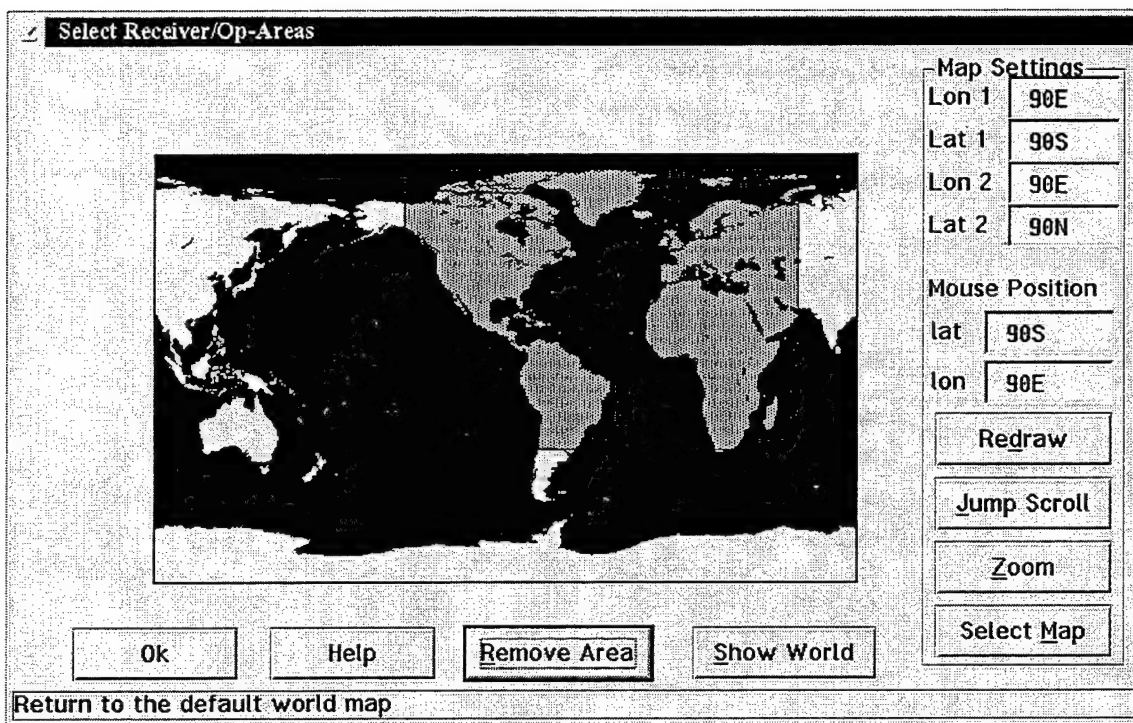 Select Receiver/Op-Areas
Map Settings
Lon 1 90E
Lat 1 90S
Lon 2 90E
Lat 2 90N
Mouse Position
lat 90S
lon 90E
Redraw
Jump Scroll
Zoom
Select Map
Ok Help Remove Area Show World
Return to the default world map